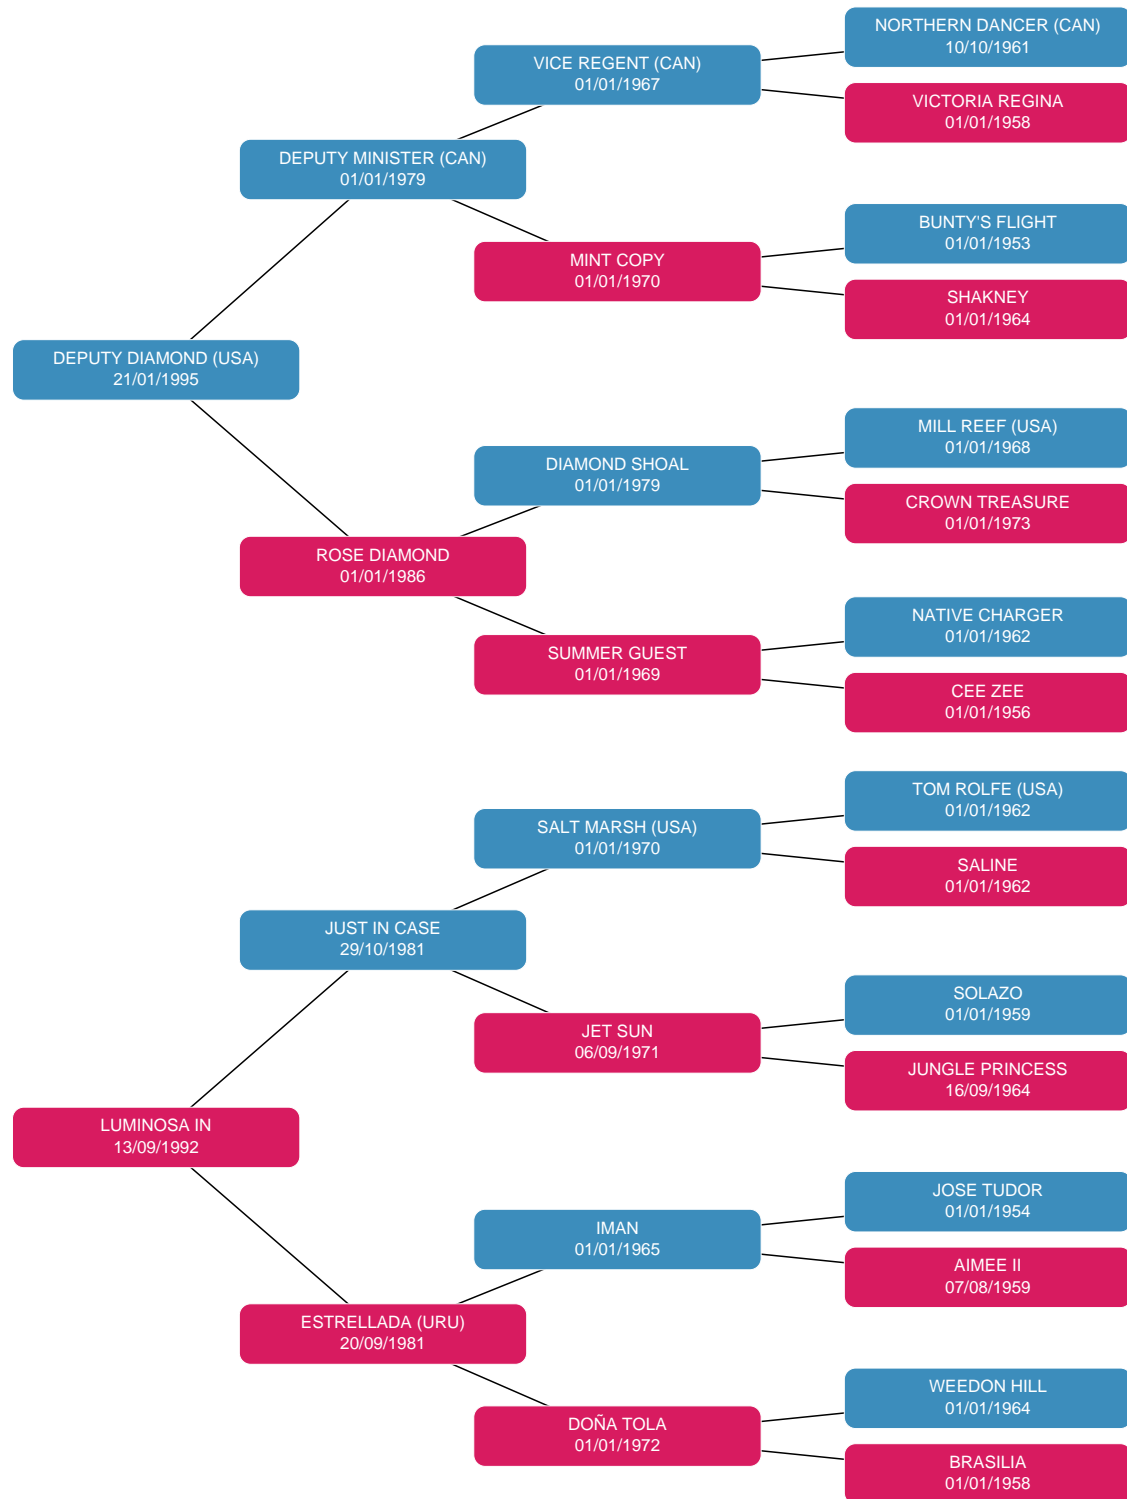 NORTHERN DANCER (CAN)
10/10/1961
VICE REGENT (CAN)
01/01/1967
VICTORIA REGINA
01/01/1958
DEPUTY MINISTER (CAN)
01/01/1979
BUNTY'S FLIGHT
01/01/1953
MINT COPY
01/01/1970
SHAKNEY
01/01/1964
DEPUTY DIAMOND (USA)
21/01/1995
MILL REEF (USA)
01/01/1968
DIAMOND SHOAL
01/01/1979
CROWN TREASURE
01/01/1973
ROSE DIAMOND
01/01/1986
NATIVE CHARGER
01/01/1962
SUMMER GUEST
01/01/1969
CEE ZEE
01/01/1956
TOM ROLFE (USA)
01/01/1962
SALT MARSH (USA)
01/01/1970
SALINE
01/01/1962
JUST IN CASE
29/10/1981
SOLAZO
01/01/1959
JET SUN
06/09/1971
JUNGLE PRINCESS
16/09/1964
LUMINOSA IN
13/09/1992
JOSE TUDOR
01/01/1954
IMAN
01/01/1965
AIMEE II
07/08/1959
ESTRELLADA (URU)
20/09/1981
WEEDON HILL
01/01/1964
DOÑA TOLA
01/01/1972
BRASILIA
01/01/1958